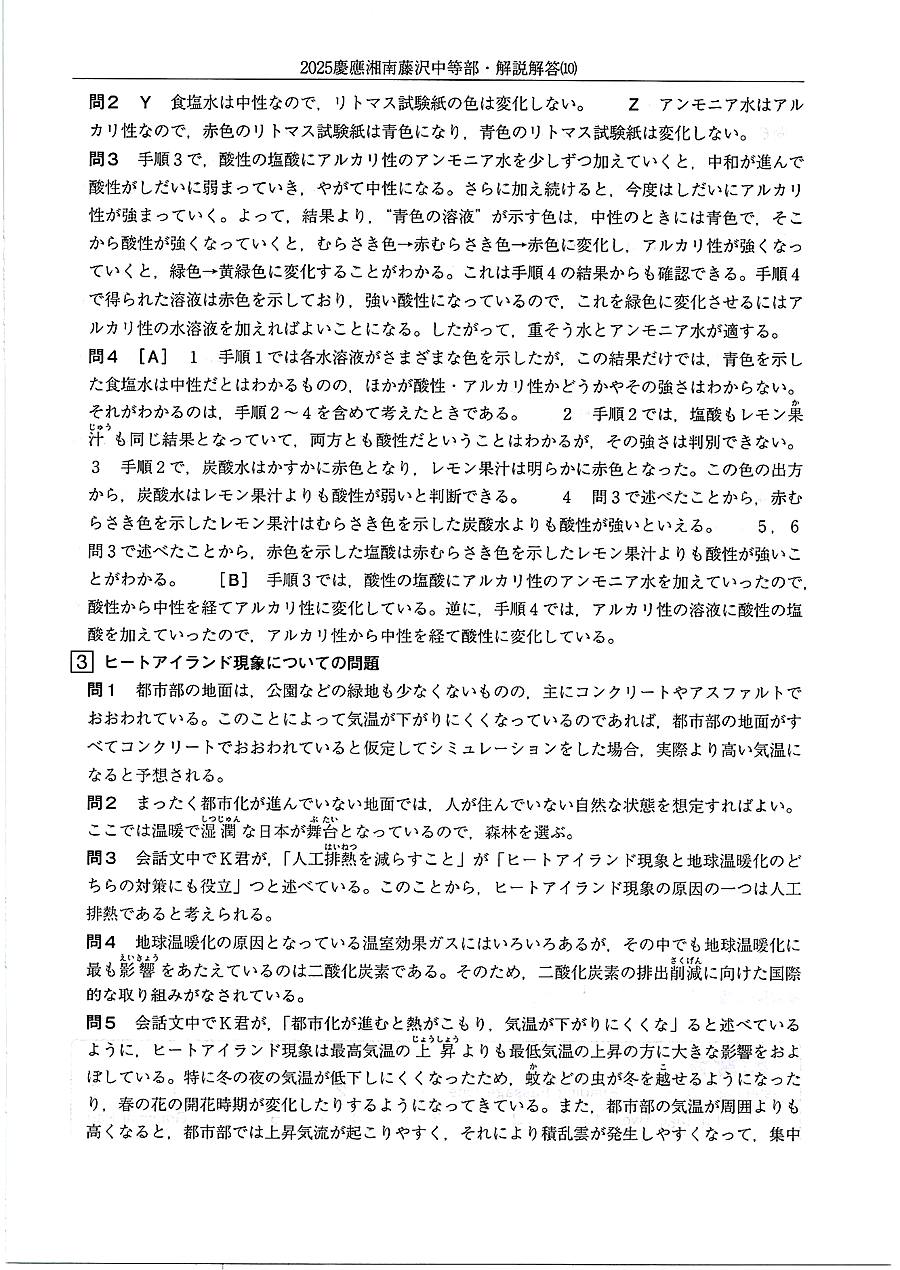 2025慶應湘南藤沢中等部・解説解答⑽
問2 Y 食塩水は中性なので，リトマス試験紙の色は変化しない。 Z アンモニア水はアル
カリ性なので，赤色のリトマス試験紙は青色になり，青色のリトマス試験紙は変化しない。
問3 手順3で，酸性の塩酸にアルカリ性のアンモニア水を少しずつ加えていくと，中和が進んで
酸性がしだいに弱まっていき，やがて中性になる。さらに加え続けると，今度はしだいにアルカリ
性が強まっていく。よって，結果より，“青色の溶液”が示す色は，中性のときには青色で，そこ
から酸性が強くなっていくと，むらさき色→赤むらさき色→赤色に変化し，アルカリ性が強くなっ
ていくと，緑色→黄緑色に変化することがわかる。これは手順4の結果からも確認できる。手順4
で得られた溶液は赤色を示しており，強い酸性になっているので，これを緑色に変化させるにはア
ルカリ性の水溶液を加えればよいことになる。したがって，重そう水とアンモニア水が適する。
問4 [A] 1 手順1では各水溶液がさまざまな色を示したが，この結果だけでは，青色を示し
た食塩水は中性だとはわかるものの，ほかが酸性・アルカリ性かどうかやその強さはわからない。
それがわかるのは，手順2～4を含めて考えたときである。 2 手順2では，塩酸もレモン果
汁も同じ結果となっていて，両方とも酸性だということはわかるが，その強さは判別できない。
3 手順2で，炭酸水はかすかに赤色となり，レモン果汁は明らかに赤色となった。この色の出方
から，炭酸水はレモン果汁よりも酸性が弱いと判断できる。 4 問3で述べたことから，赤む
らさき色を示したレモン果汁はむらさき色を示した炭酸水よりも酸性が強いといえる。 5，6
問3で述べたことから，赤色を示した塩酸は赤むらさき色を示したレモン果汁よりも酸性が強いこ
とがわかる。 [B] 手順3では，酸性の塩酸にアルカリ性のアンモニア水を加えていったので，
酸性から中性を経てアルカリ性に変化している。逆に，手順4では，アルカリ性の溶液に酸性の塩
酸を加えていったので，アルカリ性から中性を経て酸性に変化している。
3 ヒートアイランド現象についての問題
問1 都市部の地面は，公園などの緑地も少なくないものの，主にコンクリートやアスファルトで
おおわれている。このことによって気温が下がりにくくなっているのであれば，都市部の地面がす
べてコンクリートでおおわれていると仮定してシミュレーションをした場合，実際より高い気温に
なると予想される。
問2 まったく都市化が進んでいない地面では，人が住んでいない自然な状態を想定すればよい。
ここでは温暖で湿潤な日本が舞台となっているので，森林を選ぶ。
問3 会話文中でK君が，「人工排熱を減らすこと」が「ヒートアイランド現象と地球温暖化のど
ちらの対策にも役立」つと述べている。このことから，ヒートアイランド現象の原因の一つは人工
排熱であると考えられる。
問4 地球温暖化の原因となっている温室効果ガスにはいろいろあるが，その中でも地球温暖化に
最も影響をあたえているのは二酸化炭素である。そのため，二酸化炭素の排出削減に向けた国際
的な取り組みがなされている。
問5 会話文中でK君が，「都市化が進むと熱がこもり，気温が下がりにくくな」ると述べている
ように，ヒートアイランド現象は最高気温の上昇よりも最低気温の上昇の方に大きな影響をおよ
ぼしている。特に冬の夜の気温が低下しにくくなったため，蚊などの虫が冬を越せるようになった
り，春の花の開花時期が変化したりするようになってきている。また，都市部の気温が周囲よりも
高くなると，都市部では上昇気流が起こりやすく，それにより積乱雲が発生しやすくなって，集中